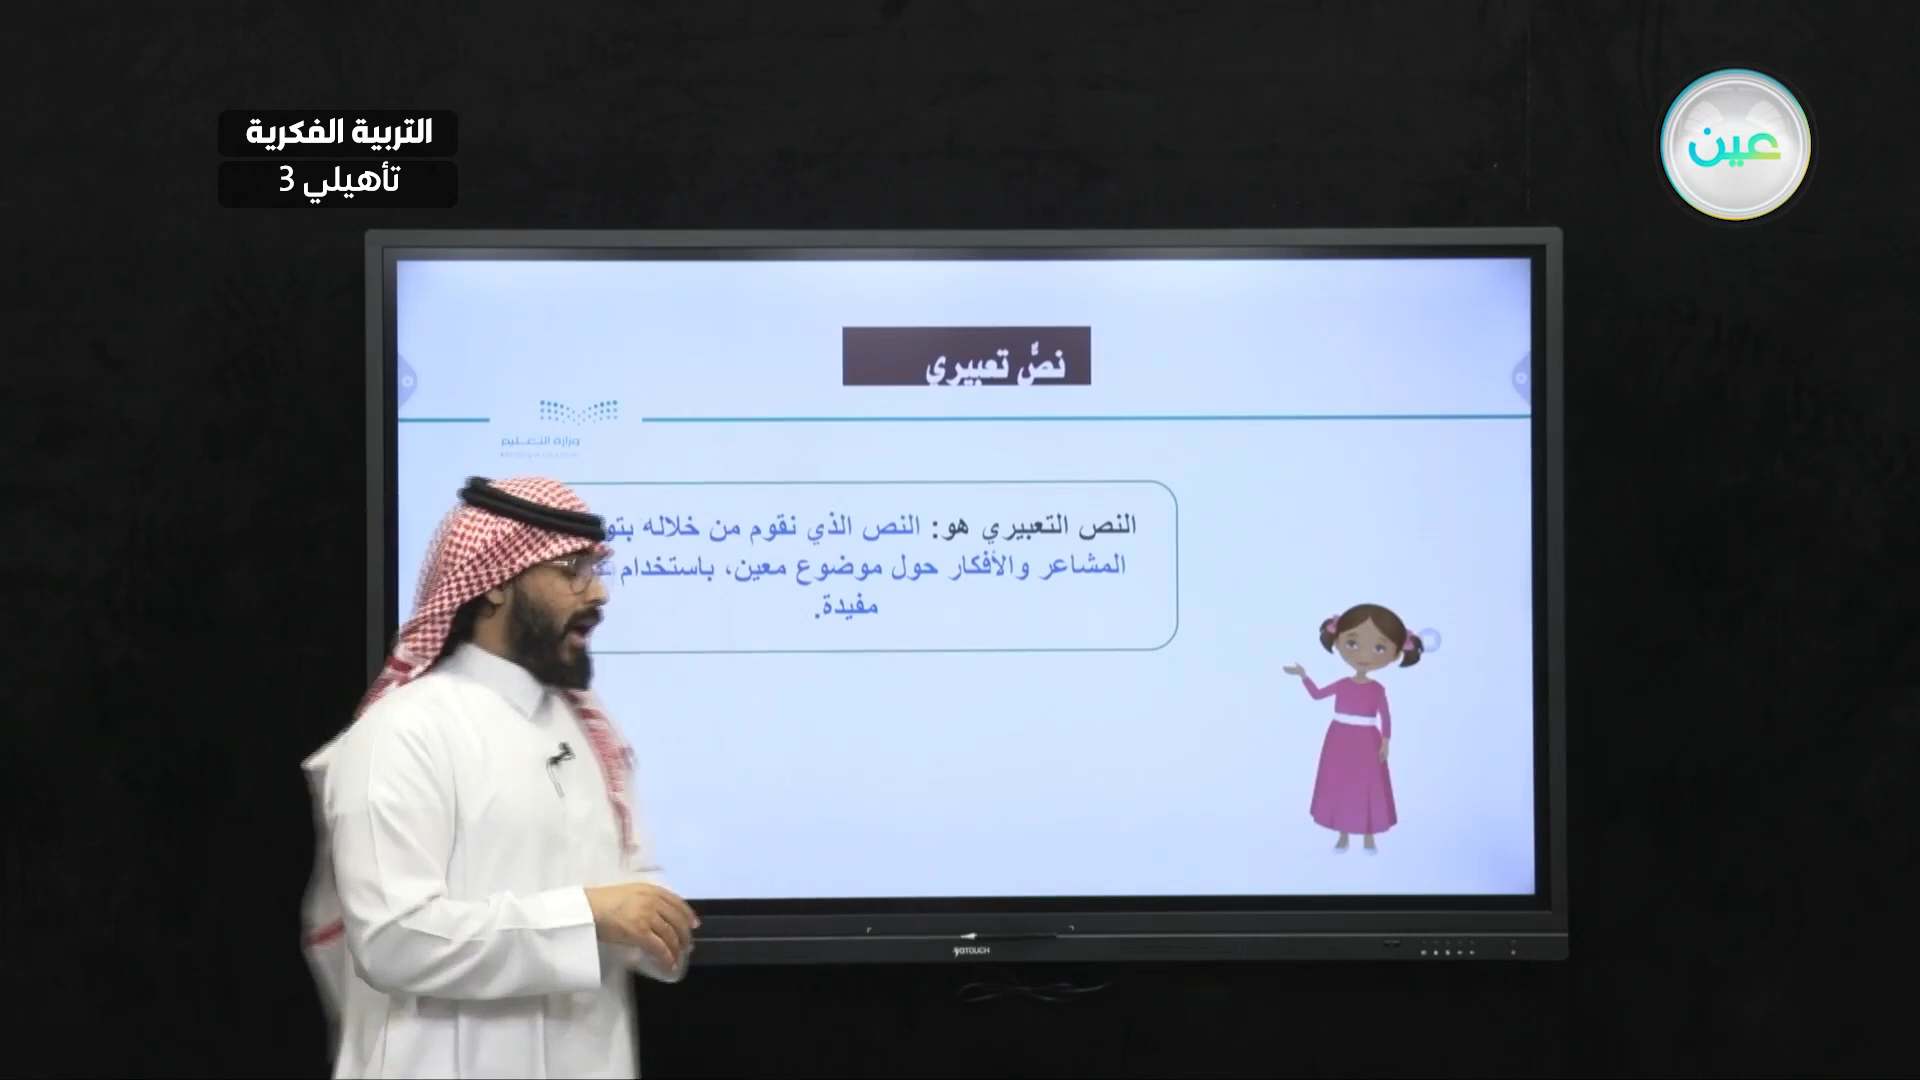 التربية الفكرية
تأهيلي 3
عين
نصٌّ تعبيري
وزارة التعليم
النص التعبيري هو: النص الذي نقوم من خلاله
المشاعر والأفكار حول موضوع معين، باستخدام
مفيدة.